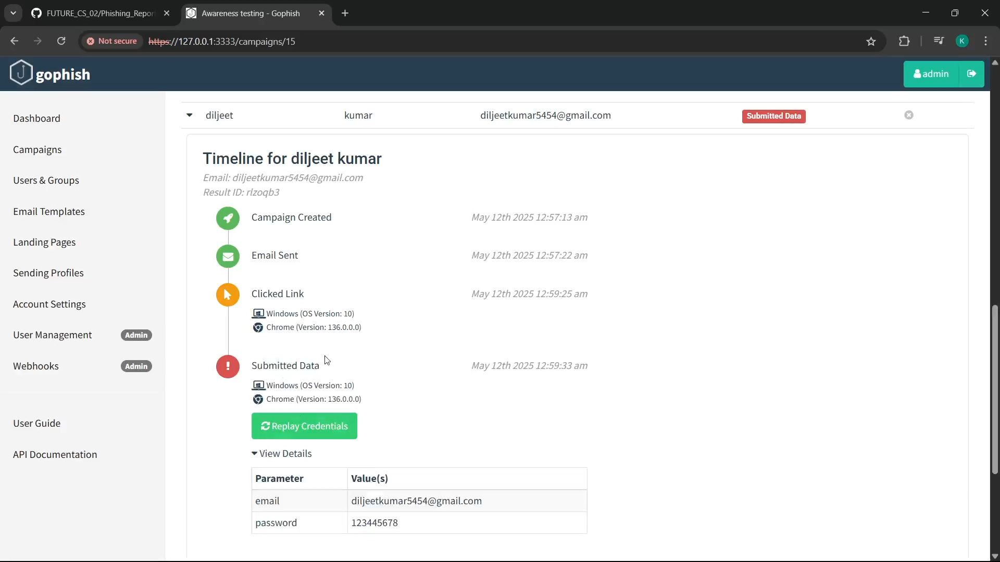 FUTURE_CS_02/Phishing_Repor
Awareness testing - Gophish
Not secure
https://127.0.0.1:3333/campaigns/15
K
gophish
admin
Dashboard
Campaigns
Users & Groups
Email Templates
Landing Pages
Sending Profiles
Account Settings
User Management Admin
Webhooks Admin
User Guide
API Documentation
diljeet kumar diljeetkumar5454@gmail.com Submitted Data
Timeline for diljeet kumar
Email: diljeetkumar5454@gmail.com
Result ID: rlzoqb3
Campaign Created May 12th 2025 12:57:13 am
Email Sent May 12th 2025 12:57:22 am
Clicked Link May 12th 2025 12:59:25 am
Windows (OS Version: 10)
Chrome (Version: 136.0.0.0)
Submitted Data May 12th 2025 12:59:33 am
Windows (OS Version: 10)
Chrome (Version: 136.0.0.0)
Replay Credentials
View Details
Parameter Value(s)
email diljeetkumar5454@gmail.com
password 123445678